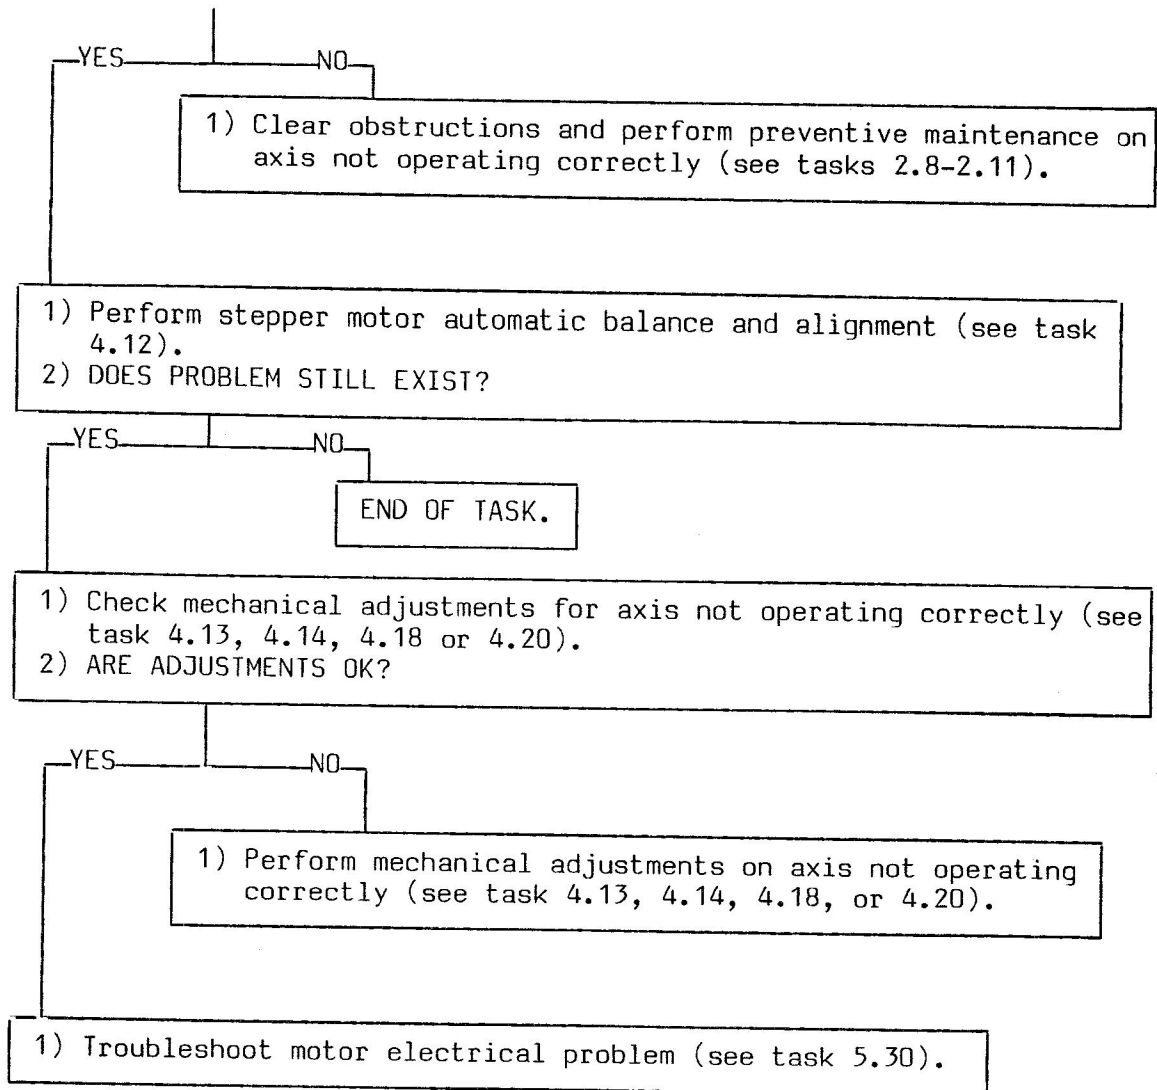 YES NO
1) Clear obstructions and perform preventive maintenance on
axis not operating correctly (see tasks 2.8-2.11).
1) Perform stepper motor automatic balance and alignment (see task
4.12).
2) DOES PROBLEM STILL EXIST?
YES NO
END OF TASK.
1) Check mechanical adjustments for axis not operating correctly (see
task 4.13, 4.14, 4.18 or 4.20).
2) ARE ADJUSTMENTS OK?
YES NO
1) Perform mechanical adjustments on axis not operating
correctly (see task 4.13, 4.14, 4.18, or 4.20).
1) Troubleshoot motor electrical problem (see task 5.30).